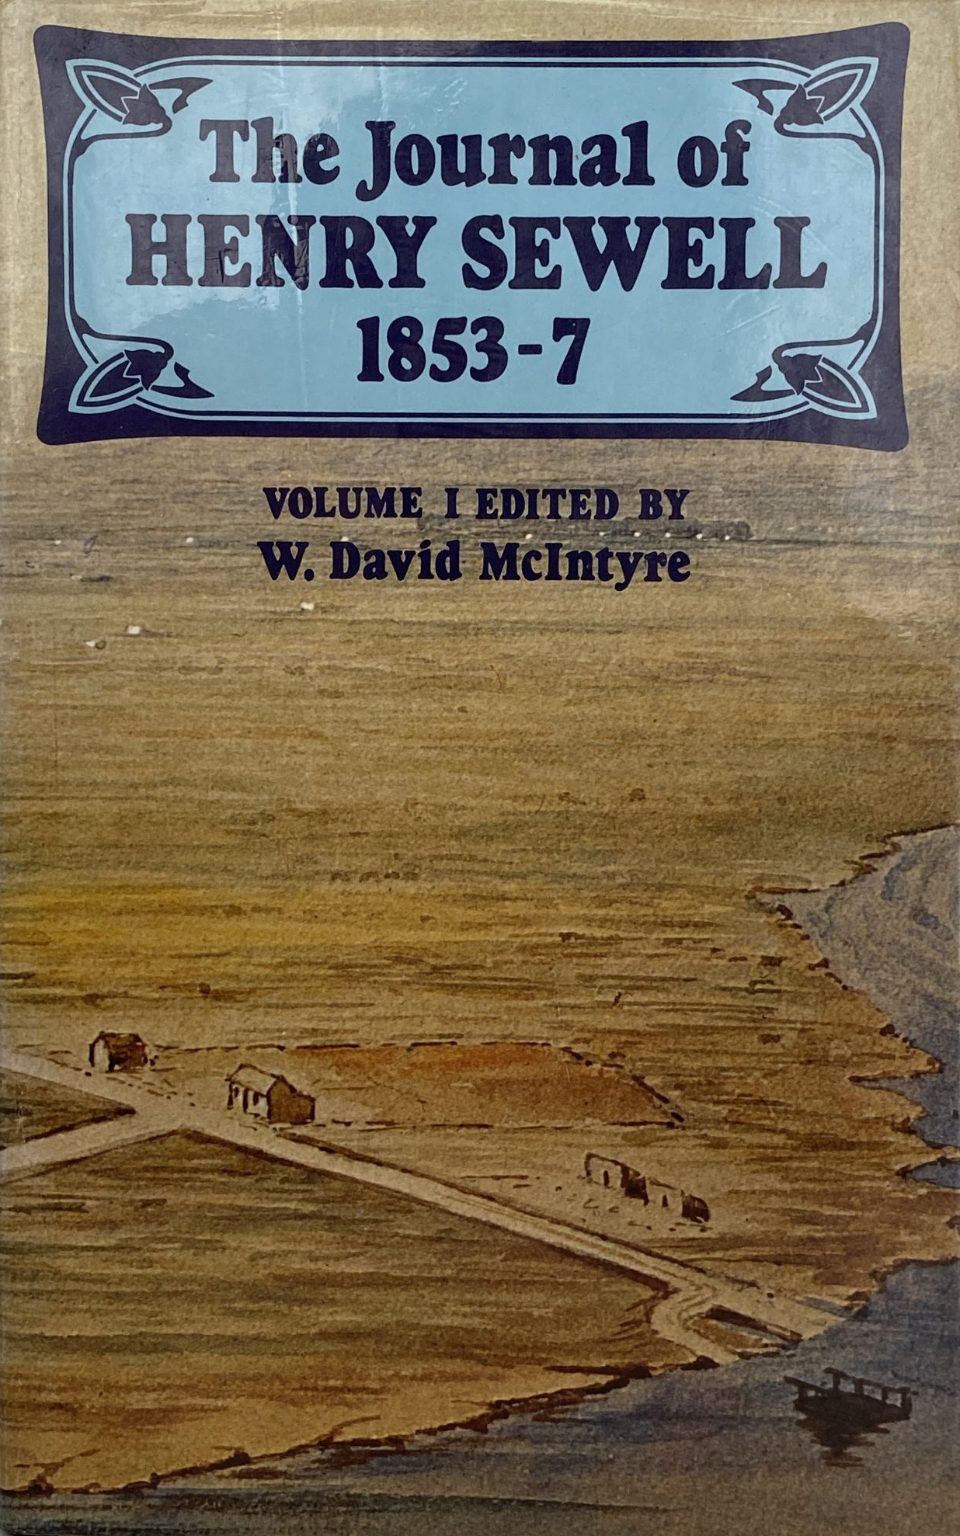 The Journal of
HENRY SEWELL
1853-7
VOLUME I EDITED BY
W. David McIntyre